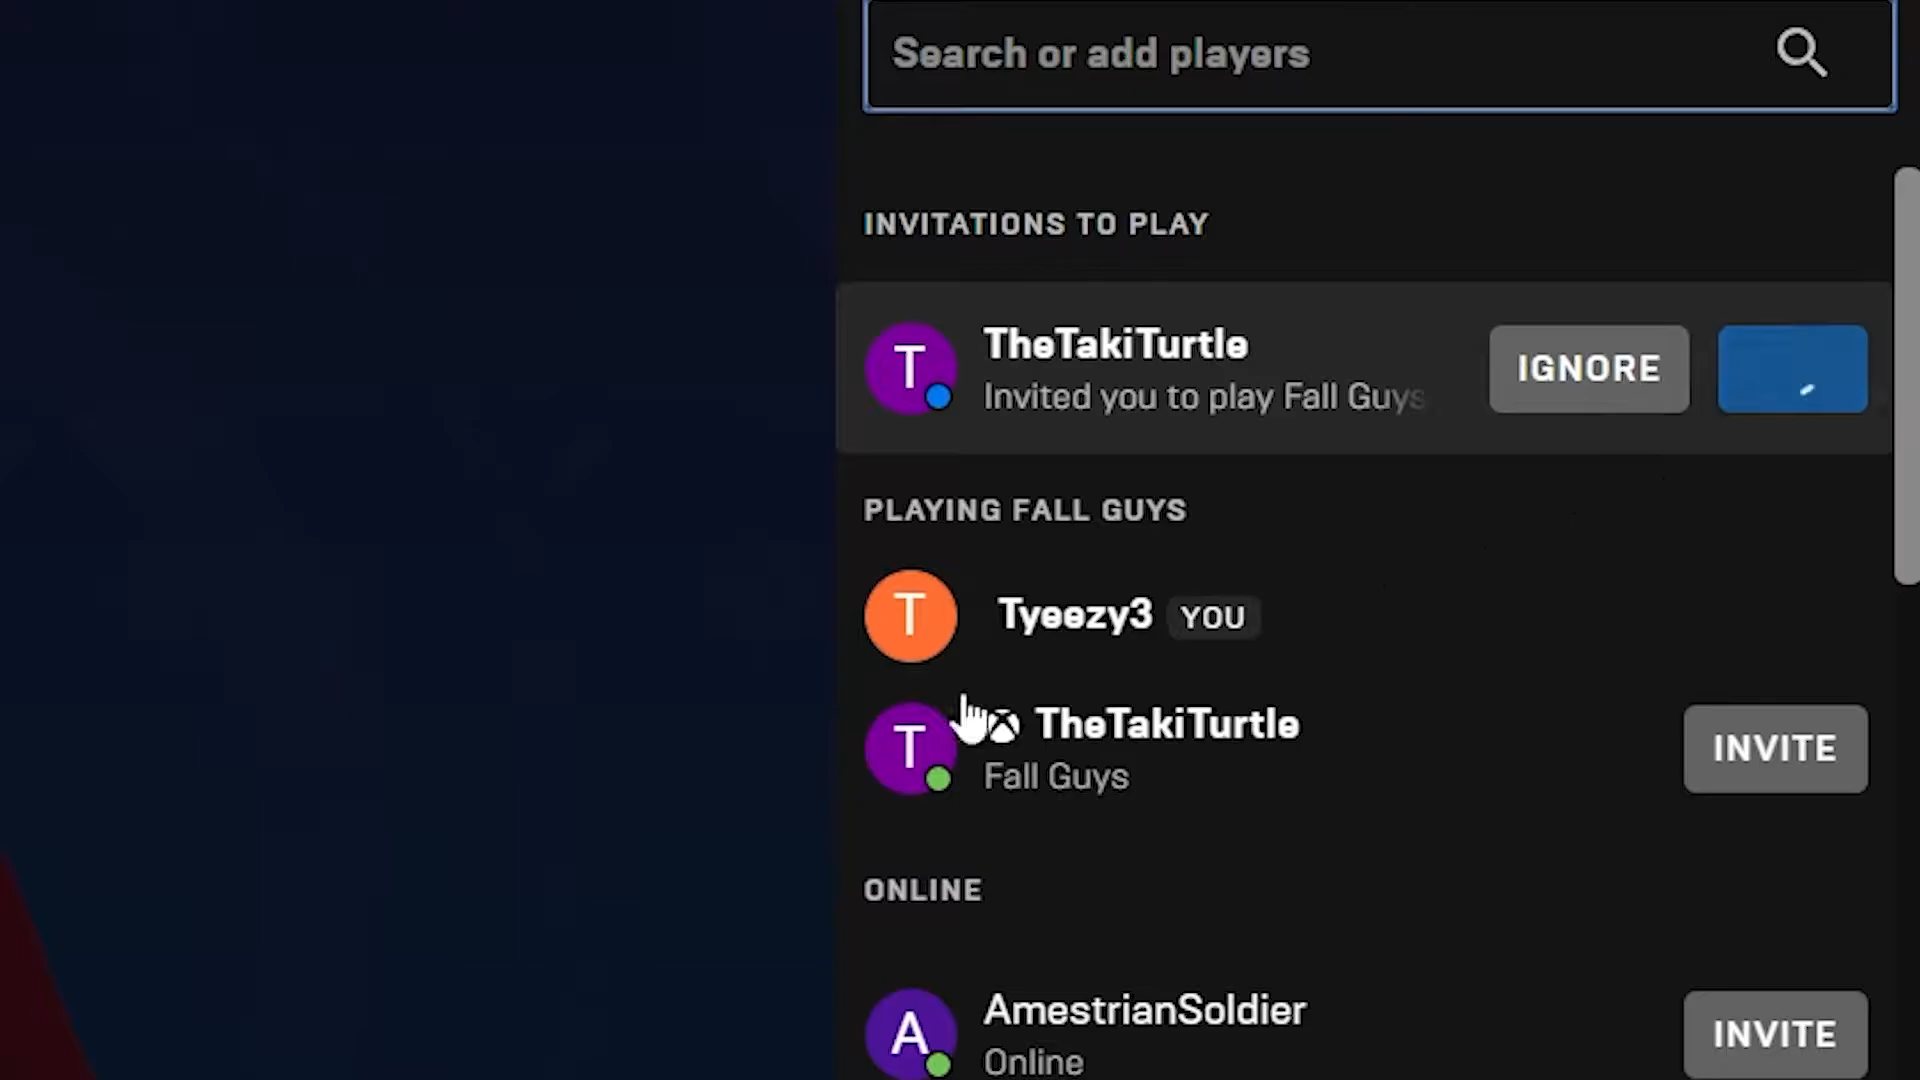 Search or add players
INVITATIONS TO PLAY
T
TheTakiTurtle
Invited you to play Fall Guys
IGNORE
PLAYING FALL GUYS
T
Tyeezy3 YOU
T
TheTakiTurtle
Fall Guys
INVITE
ONLINE
A
AmestrianSoldier
Online
INVITE